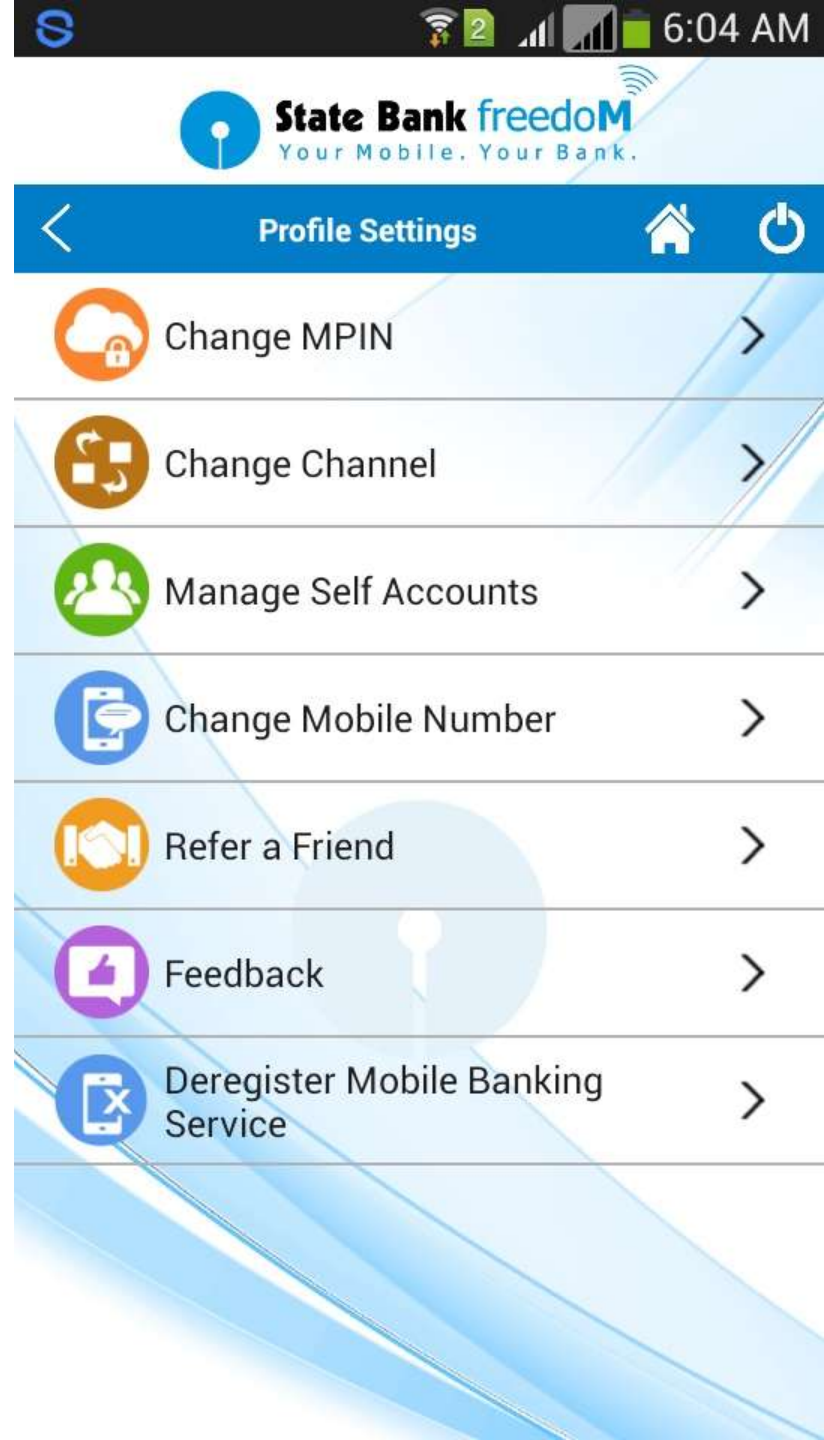 2 6:04 AM
State Bank freedoM
Your Mobile. Your Bank.
Profile Settings
Change MPIN
Change Channel
Manage Self Accounts
Change Mobile Number
Refer a Friend
Feedback
Deregister Mobile Banking
Service